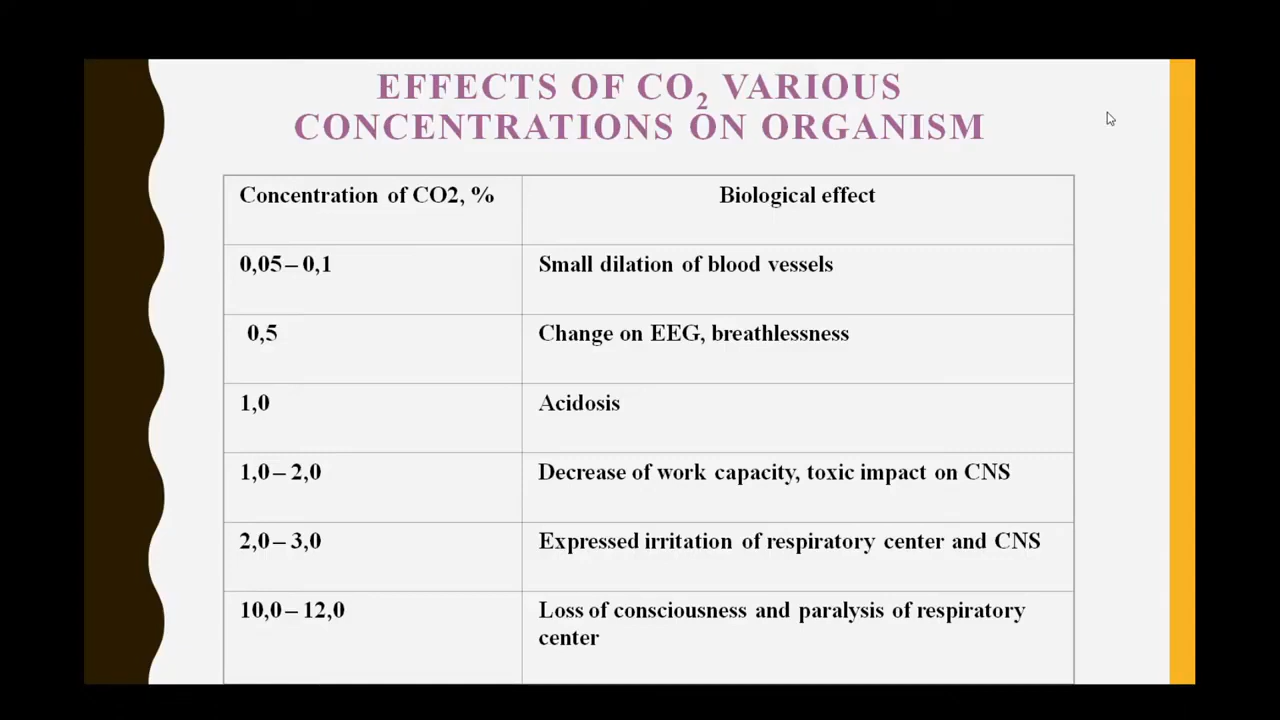 EFFECTS OF CO2 VARIOUS
CONCENTRATIONS ON ORGANISM
Concentration of CO2, %
Biological effect
0,05 – 0,1
Small dilation of blood vessels
0,5
Change on EEG, breathlessness
1,0
Acidosis
1,0 – 2,0
Decrease of work capacity, toxic impact on CNS
2,0 – 3,0
Expressed irritation of respiratory center and CNS
10,0 – 12,0
Loss of consciousness and paralysis of respiratory
center